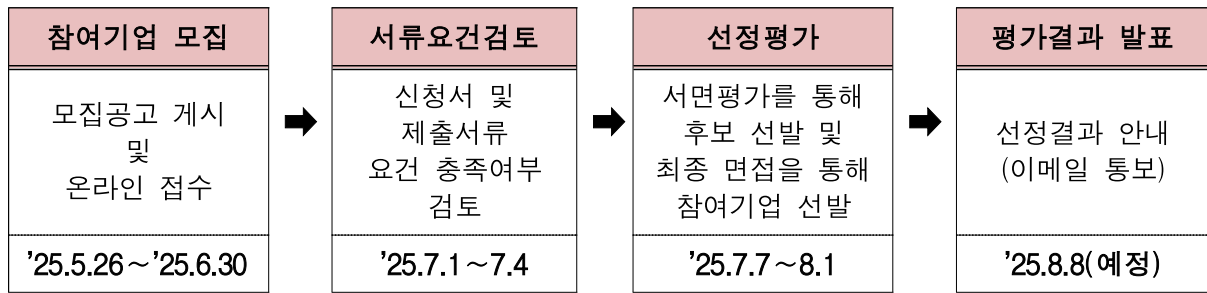 참여기업 모집
모집공고 게시
및
온라인 접수
’25.5.26～’25.6.30
서류요건검토
신청서 및
제출서류
요건 충족여부
검토
’25.7.1～7.4
선정평가
서면평가를 통해
후보 선발 및
최종 면접을 통해
참여기업 선발
’25.7.7～8.1
평가결과 발표
선정결과 안내
(이메일 통보)
’25.8.8(예정)